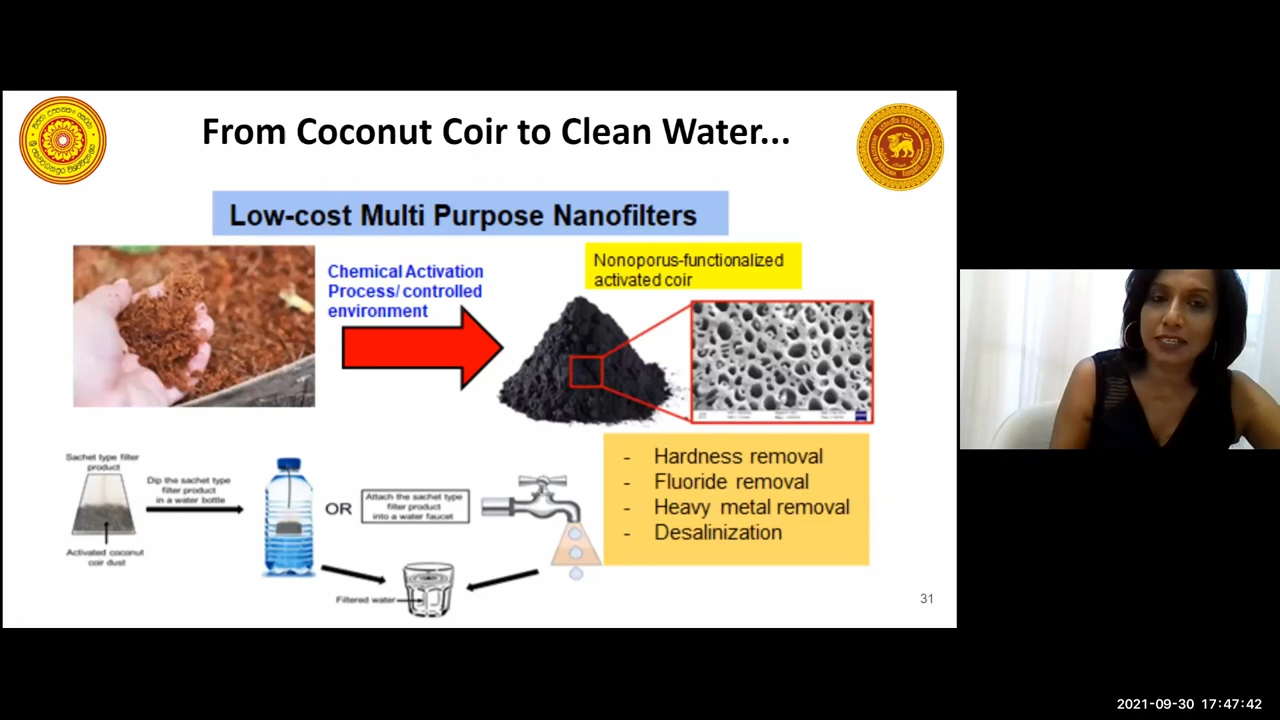 From Coconut Coir to Clean Water...
Low-cost Multi Purpose Nanofilters
Chemical Activation
Process/ controlled
environment
Nonoporus-functionalized
activated coir
Sachet type filter
product
Dip the sachet type
filter product
in a water bottle
Activated coconut
coir dust
OR
Attach the sachet type
filter product
into a water faucet
Filtered water
- Hardness removal
- Fluoride removal
- Heavy metal removal
- Desalinization
31
2021-09-30 17:47:42